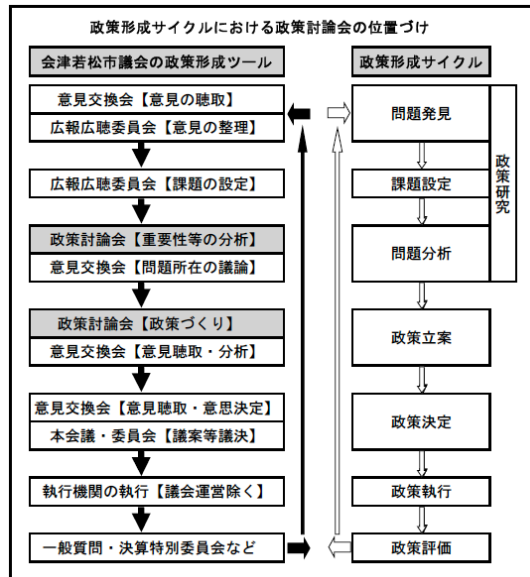 政策形成サイクルにおける政策討論会の位置づけ
会津若松市議会の政策形成ツール
政策形成サイクル
意見交換会【意見の聴取】
広報広聴委員会【意見の整理】
問題発見
広報広聴委員会【課題の設定】
課題設定
政策研究
政策討論会【重要性等の分析】
意見交換会【問題所在の議論】
問題分析
政策討論会【政策づくり】
意見交換会【意見聴取・分析】
政策立案
意見交換会【意見聴取・意思決定】
本会議・委員会【議案等議決】
政策決定
執行機関の執行【議会運営除く】
政策執行
一般質問・決算特別委員会など
政策評価